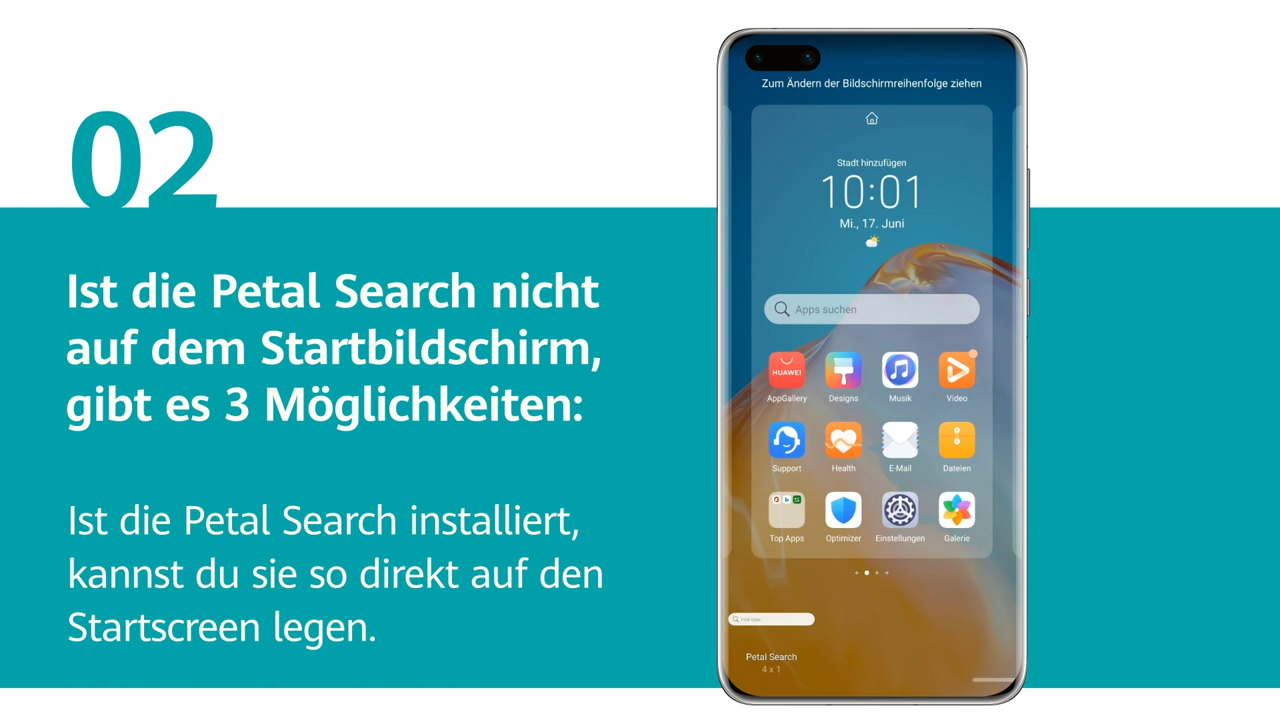 02
Ist die Petal Search nicht
auf dem Startbildschirm,
gibt es 3 Möglichkeiten:
Ist die Petal Search installiert,
kannst du sie so direkt auf den
Startscreen legen.
Zum Ändern der Bildschirmreihenfolge ziehen
Stadt hinzufügen
10:01
Mi., 17. Juni
Apps suchen
HUAWEI
AppGallery Designs Musik Video
Support Health E-Mail Dateien
Top Apps Optimizer Einstellungen Galerie
Petal Search
4 x 1